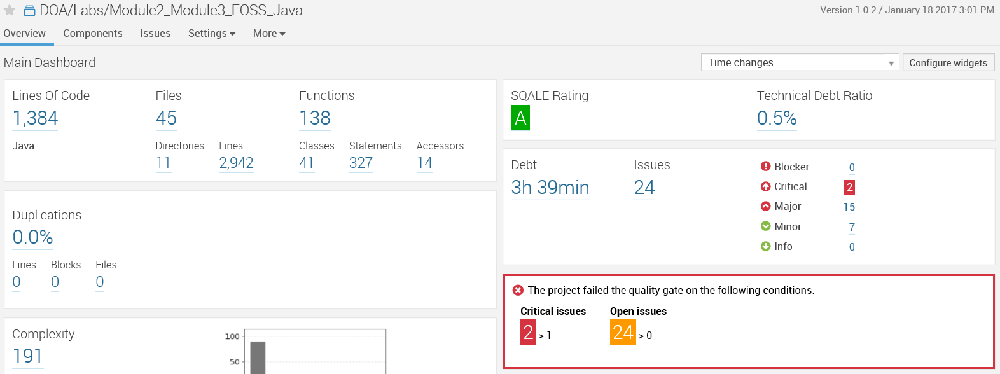 DOA/Labs/Module2_Module3_FOSS_Java
Version 1.0.2 / January 18 2017 3:01 PM
Overview Components Issues Settings More
Main Dashboard
Time changes...
Configure widgets
Lines Of Code Files Functions
1,384 45 138
Java
Directories Lines Classes Statements Accessors
11 2,942 41 327 14
Duplications
0.0%
Lines Blocks Files
0 0 0
Complexity
191
100
50
SQALE Rating Technical Debt Ratio
A 0.5%
Debt Issues
3h 39min 24
Blocker 0
Critical 2
Major 15
Minor 7
Info 0
The project failed the quality gate on the following conditions:
Critical issues Open issues
2 > 1 24 > 0